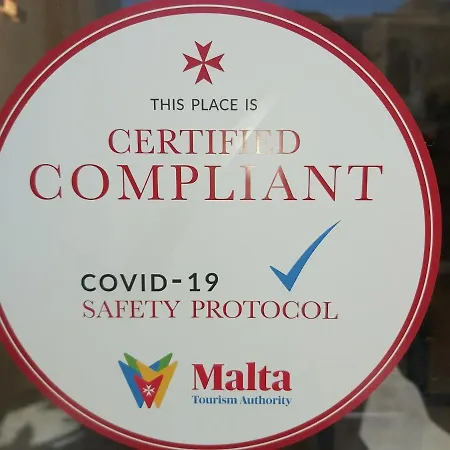 THIS PLACE IS
CERTIFIED
COMPLIANT
COVID-19
SAFETY PROTOCOL
Malta
Tourism Authority